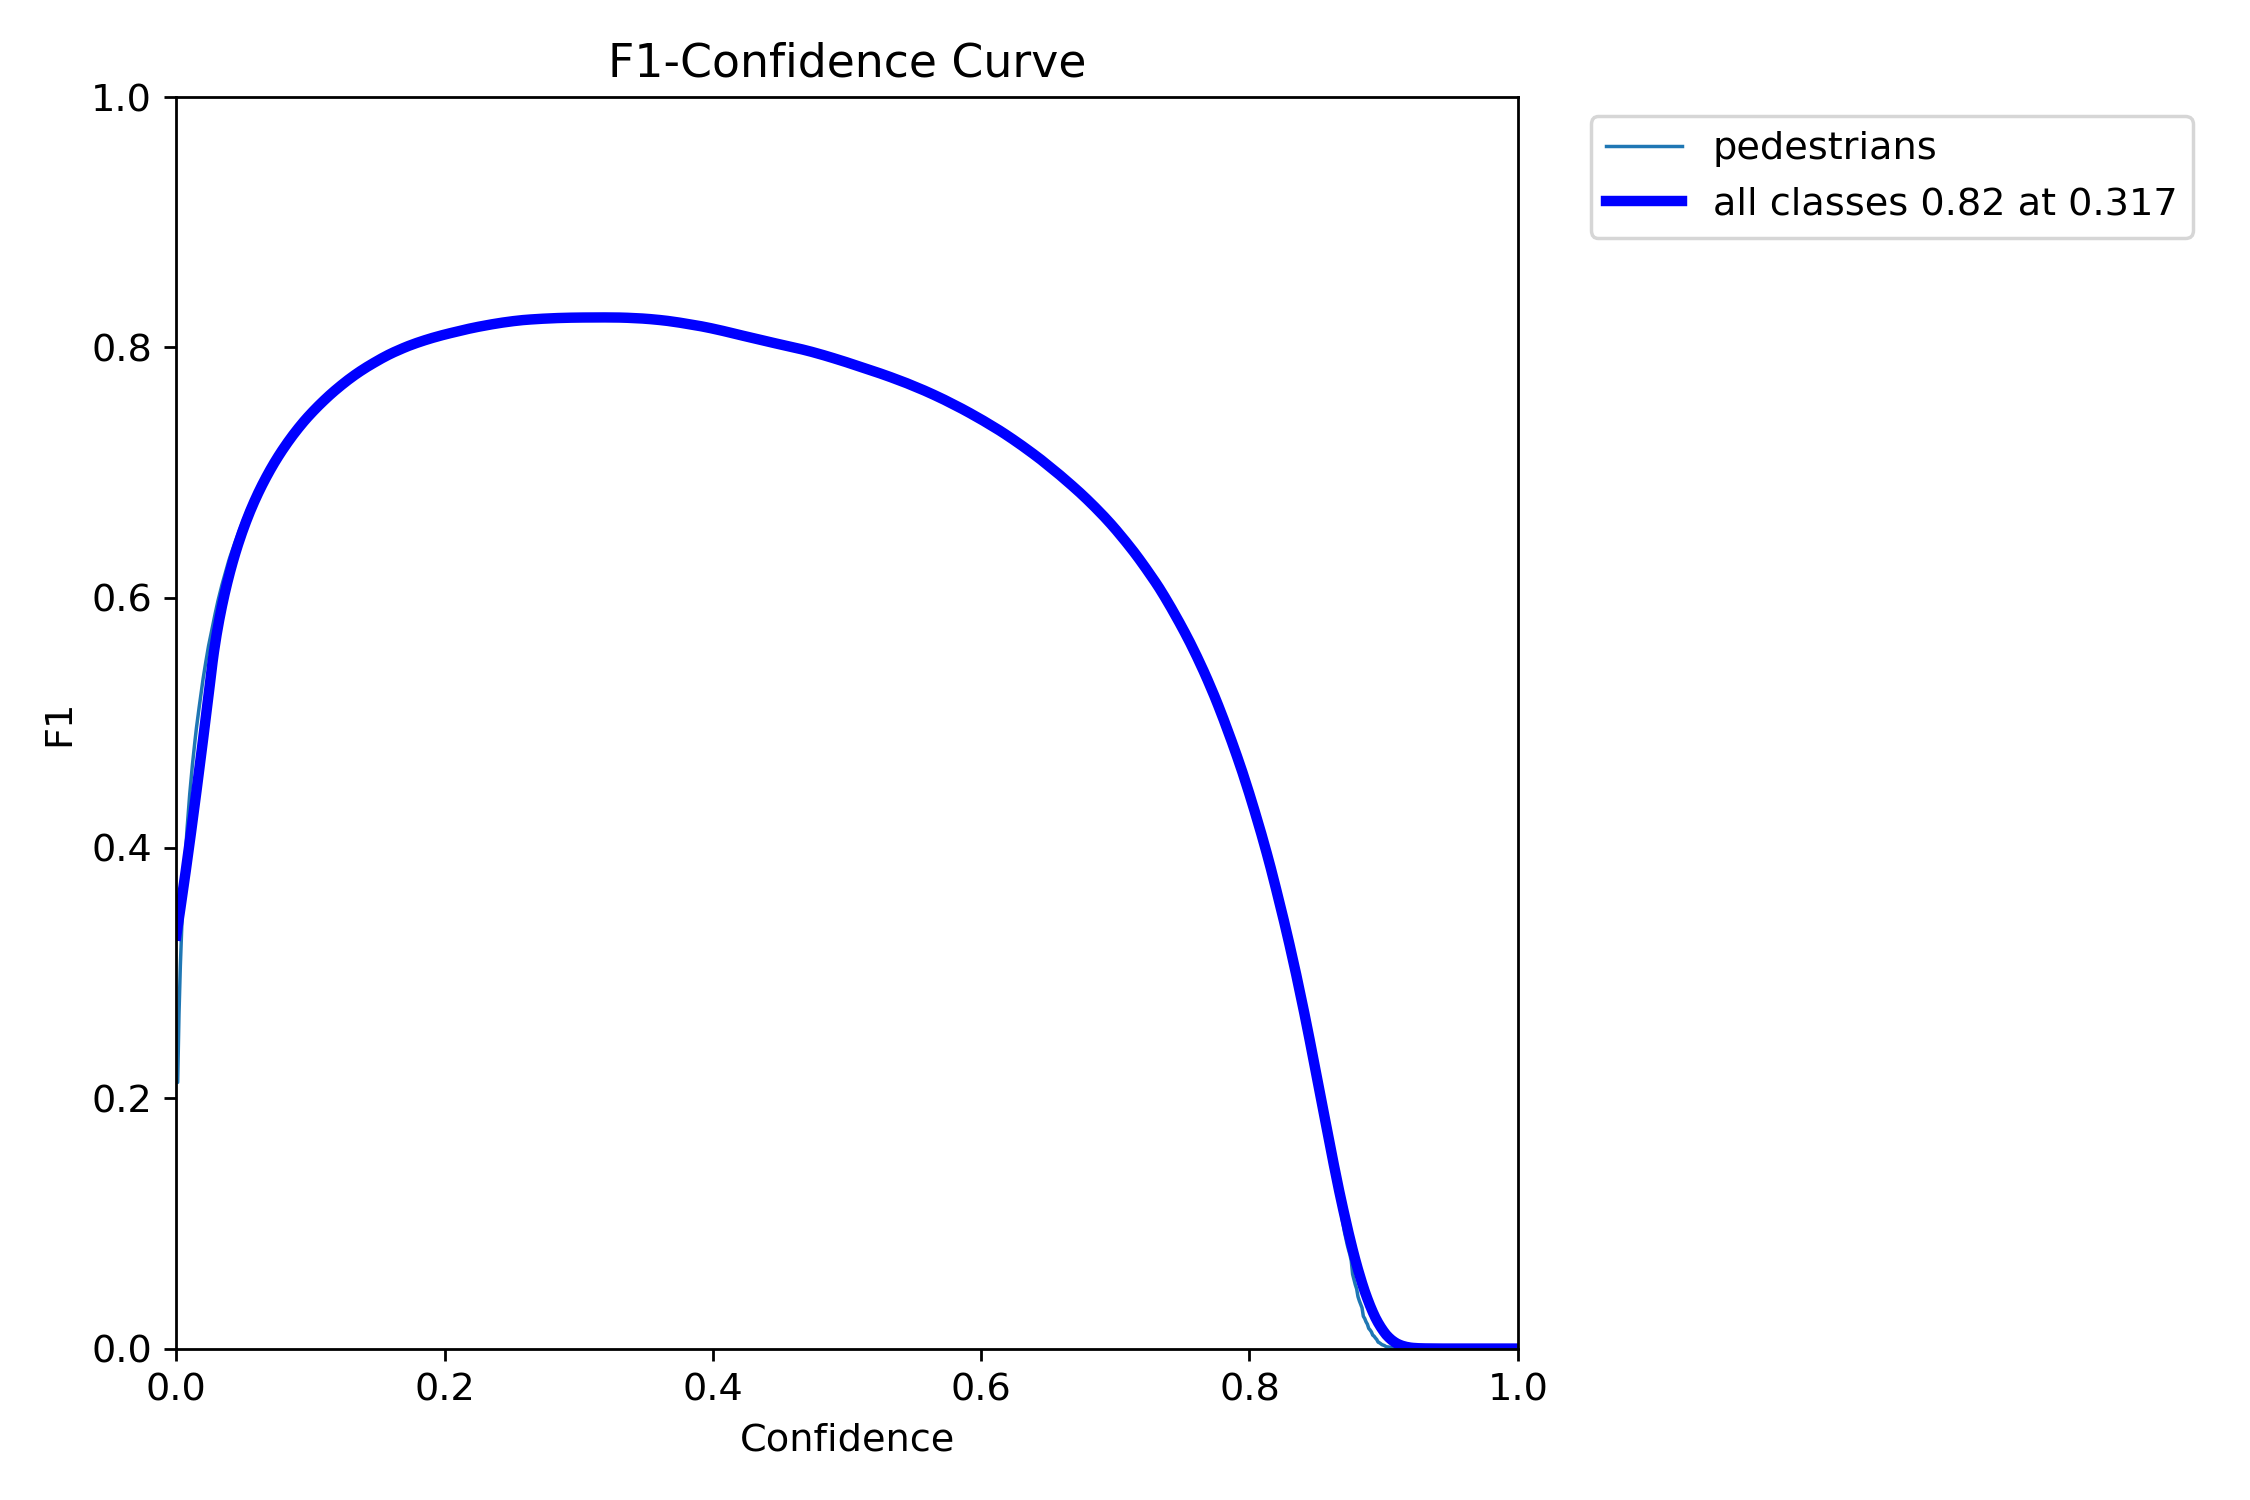 F1-Confidence Curve
pedestrians
all classes 0.82 at 0.317
F1
1.0
0.8
0.6
0.4
0.2
0.0
0.0 0.2 0.4 0.6 0.8 1.0
Confidence